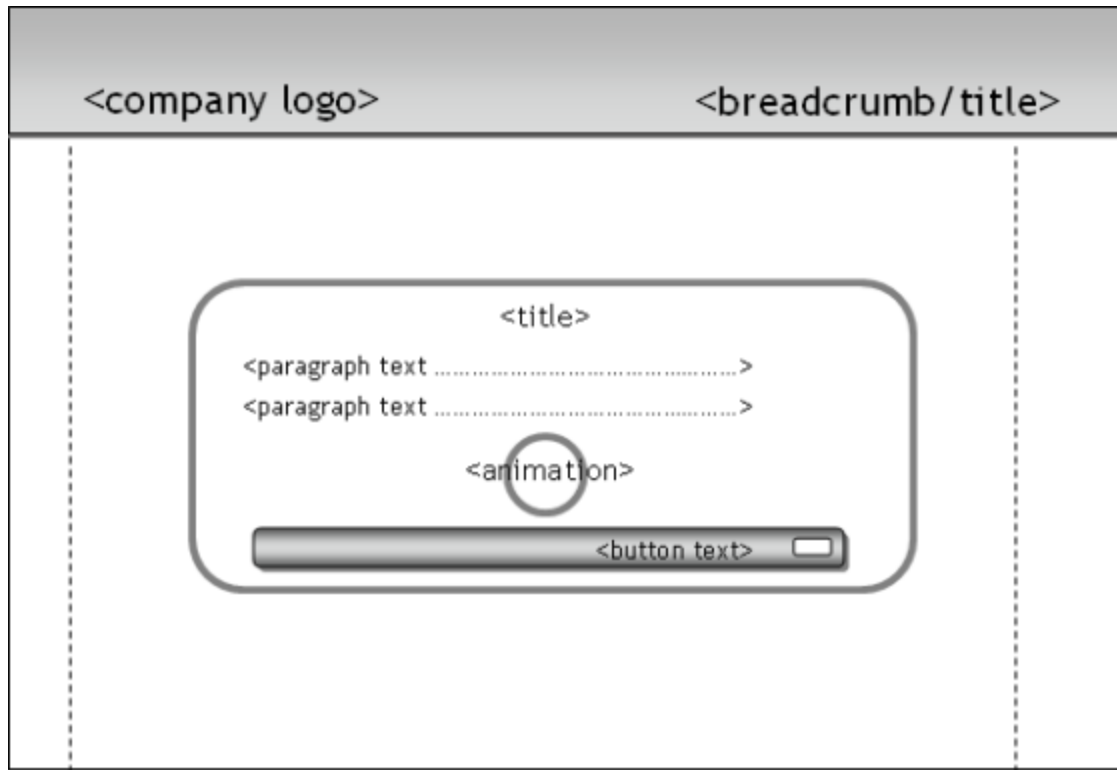 <company logo> <breadcrumb/title>
<title>
<paragraph text ......................................................>
<paragraph text ......................................................>
<animation>
<button text>